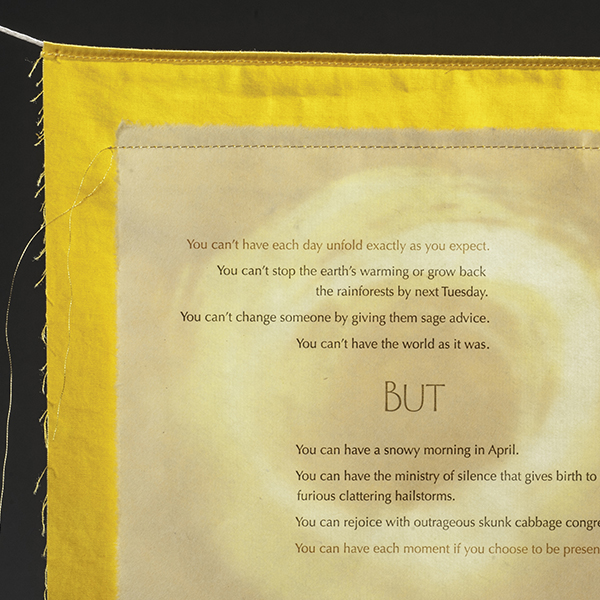 You can't have each day unfold exactly as you expect.
You can't stop the earth's warming or grow back
the rainforests by next Tuesday.
You can't change someone by giving them sage advice.
You can't have the world as it was.
BUT
You can have a snowy morning in April.
You can have the ministry of silence that gives birth to
furious clattering hailstorms.
You can rejoice with outrageous skunk cabbage
You can have each moment if you choose to be